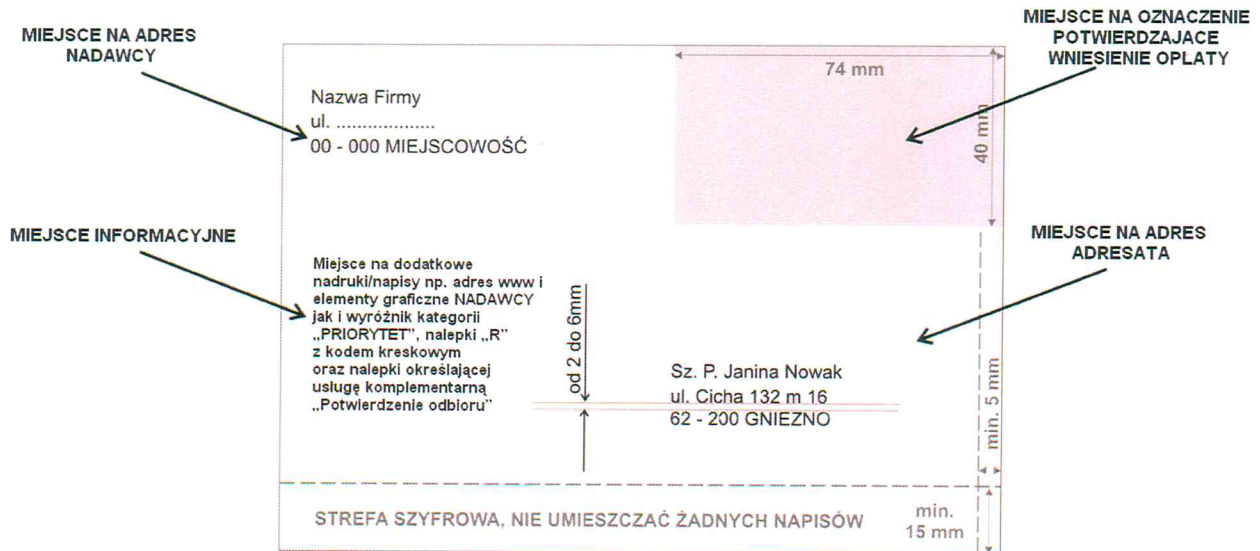 MIEJSCE NA ADRES
NADAWCY
MIEJSCE NA OZNACZENIE
POTWIERDZAJACE
WNIESIENIE OPLATY
74 mm
40 mm
Nazwa Firmy
ul. ...................
00 - 000 MIEJSCOWOŚĆ
MIEJSCE INFORMACYJNE
MIEJSCE NA ADRES
ADRESATA
Miejsce na dodatkowe
nadruki/napisy np. adres www i
elementy graficzne NADAWCY
jak i wyróżnik kategorii
„PRIORYTET”, nalepki „R”
z kodem kreskowym
oraz nalepki określającej
usługę komplementarną
„Potwierdzenie odbioru”
od 2 do 6mm
Sz. P. Janina Nowak
ul. Cicha 132 m 16
62 - 200 GNIEZNO
min. 5 mm
STREFA SZYFROWA, NIE UMIESZCZAĆ ŻADNYCH NAPISÓW
min.
15 mm